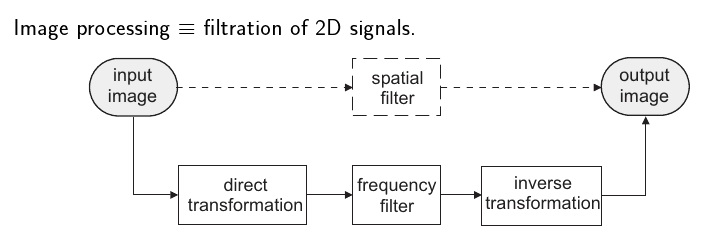 Image processing ≡ filtration of 2D signals.
input
image
spatial
filter
output
image
direct
transformation
frequency
filter
inverse
transformation